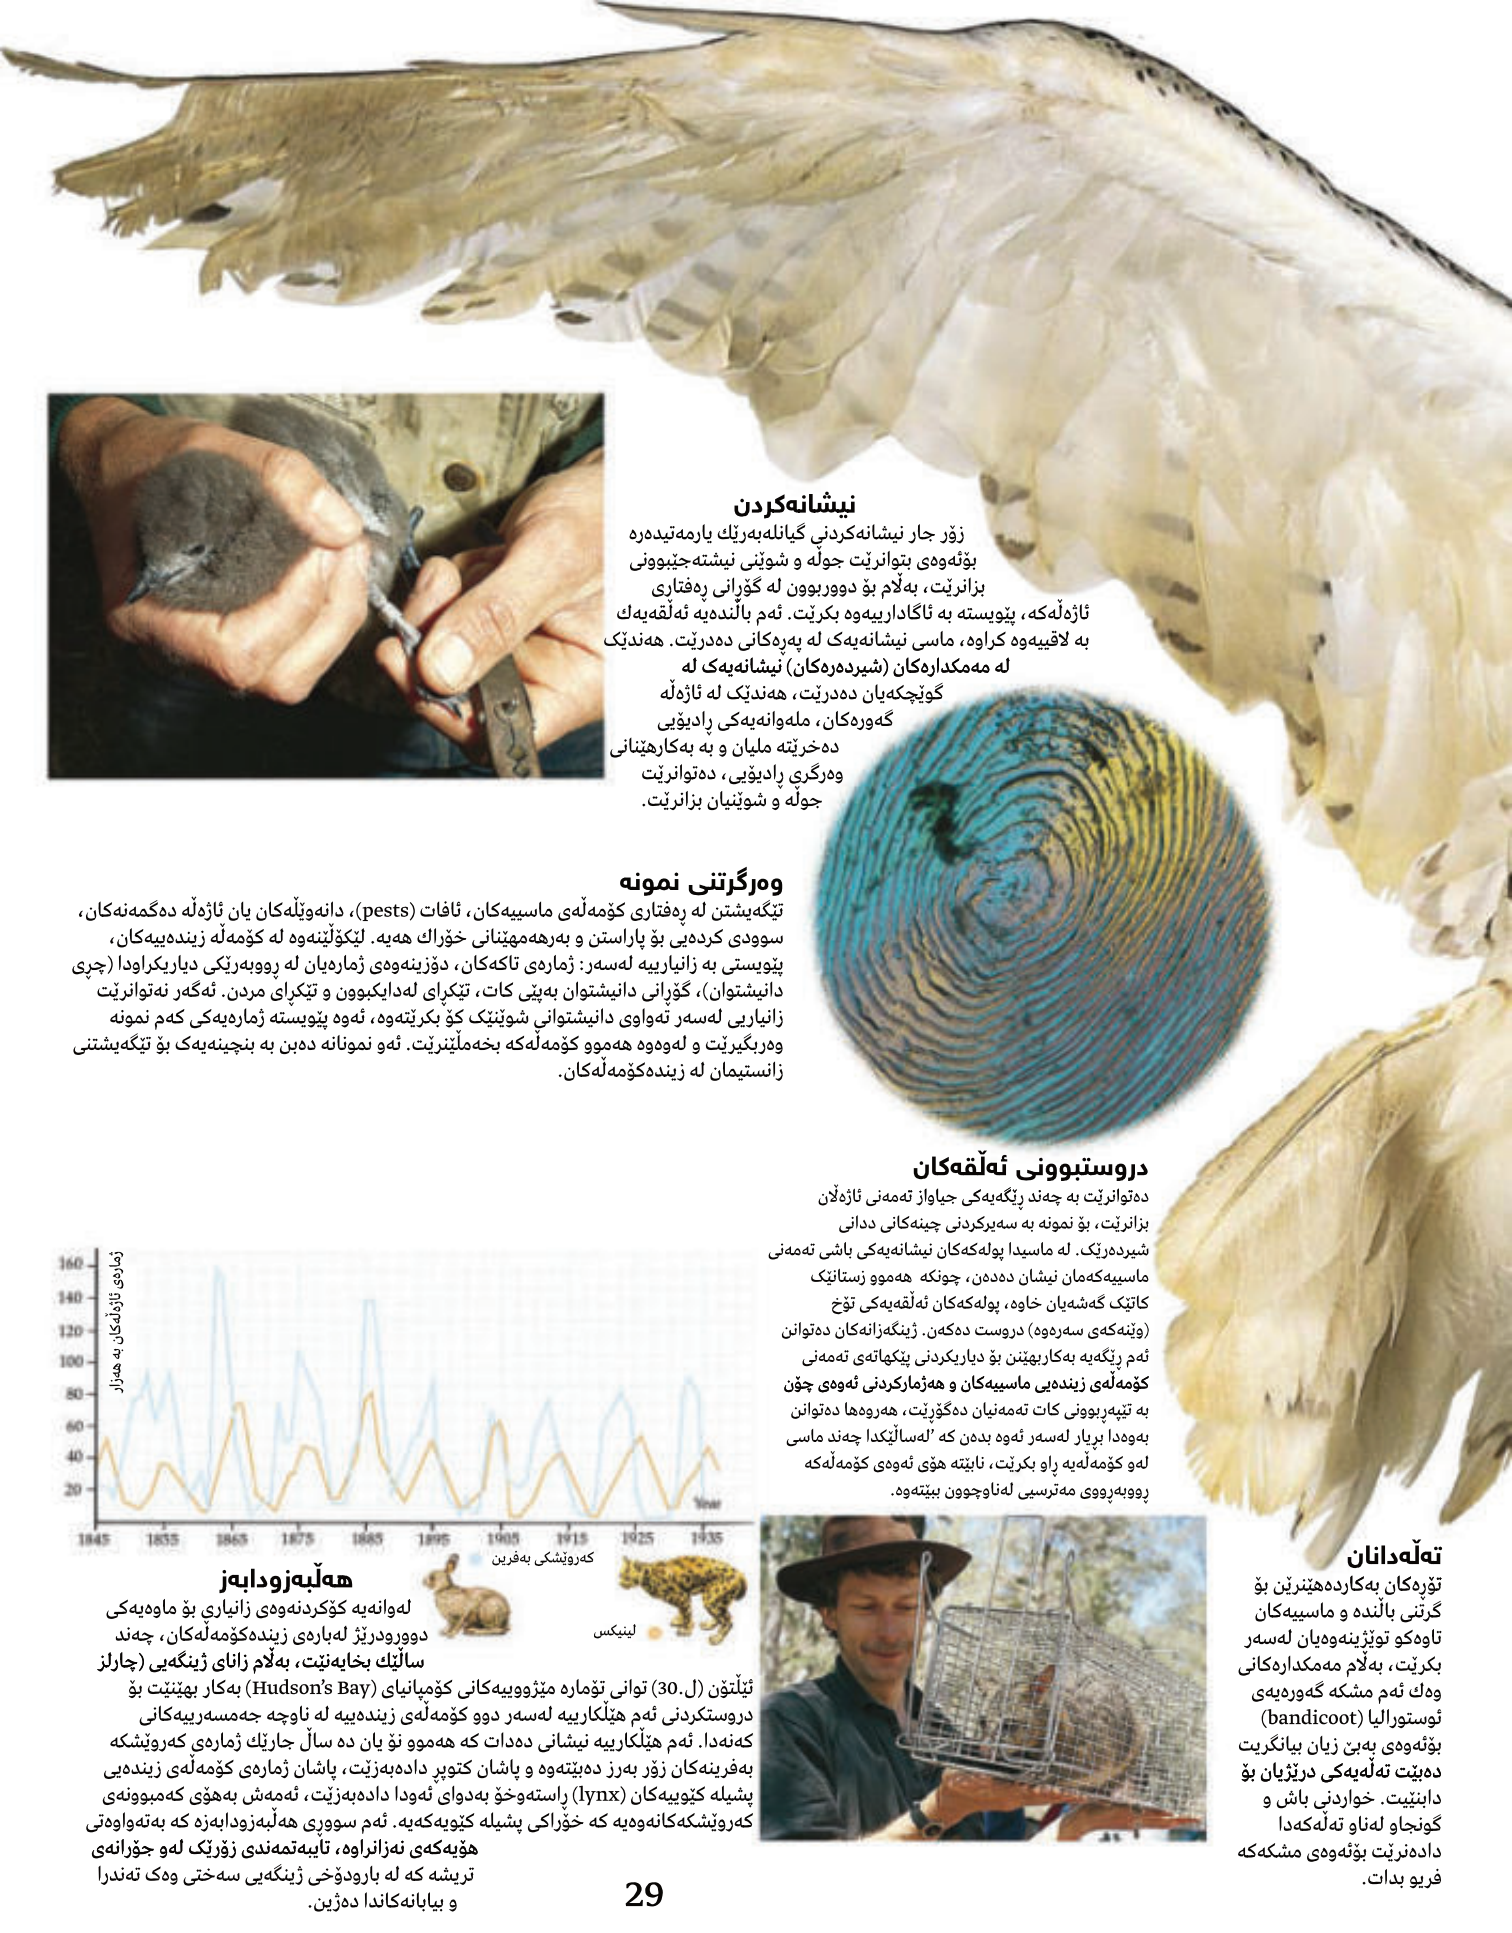 نیشانەکردن
زۆر جار نیشانەکردنی گیانلەبەرێك یارمەتیدەرە
بۆئەوەی بتوانرێت جوڵە و شوێنی نیشتەجێبوونی
بزانرێت، بەڵام بۆ دووربوون لە گۆڕانی ڕەفتاری
ئاژەڵەکە، پێویستە بە ئاگادارییەوە بکرێت. ئەم باڵندەیە ئەڵقەیەك
بە لاقییەوە کراوە، ماسی نیشانەیەک لە پەڕەکانی دەدرێت. هەندێک
لە مەمکدارەکان (شیردەرەکان) نیشانەیەک لە
گوێچکەیان دەدرێت، هەندێک لە ئاژەڵە
گەورەکان، ملەوانەیەکی ڕادیۆیی
دەخرێتە ملیان و بە بەکارهێنانی
وەرگری ڕادیۆیی، دەتوانرێت
جوڵە و شوێنیان بزانرێت.
وەرگرتنی نمونە
تێگەیشتن لە ڕەفتاری کۆمەڵەی ماسییەکان، ئافات (pests)، دانەوێڵەکان یان ئاژەڵە دەگمەنەکان،
سوودی کردەیی بۆ پاراستن و بەرهەمهێنانی خۆراك هەیە. لێکۆڵێنەوە لە کۆمەڵە زیندەییەکان،
پێویستی بە زانیارییە لەسەر: ژمارەی تاکەکان، دۆزینەوەی ژمارەیان لە ڕووبەرێکی دیاریکراودا (چڕی
دانیشتوان)، گۆڕانی دانیشتوان بەپێی کات، تێکڕای لەدایکبوون و تێکڕای مردن. ئەگەر نەتوانرێت
زانیاریی لەسەر تەواوی دانیشتوانی شوێنێک کۆ بکرێتەوە، ئەوە پێویستە ژمارەیەکی کەم نمونە
وەربگیرێت و لەوەوە هەموو کۆمەڵەکە بخەمڵێنرێت. ئەو نمونانە دەبن بە بنچینەیەک بۆ تێگەیشتنی
زانستیمان لە زیندەکۆمەڵەکان.
دروستبوونی ئەڵقەکان
دەتوانرێت بە چەند ڕێگەیەکی جیاواز تەمەنی ئاژەڵان
بزانرێت، بۆ نمونە بە سەیرکردنی چینەکانی ددانی
شیردەرێک. لە ماسیدا پولەکەکان نیشانەیەکی باشی تەمەنی
ماسییەکەمان نیشان دەدەن، چونکە هەموو زستانێک
کاتێک گەشەیان خاوە، پولەکەکان ئەڵقەیەکی تۆخ
(وێنەکەی سەرەوە) دروست دەکەن. ژینگەزانەکان دەتوانن
ئەم ڕێگەیە بەکاربهێنن بۆ دیاریکردنی پێکهاتەی تەمەنی
کۆمەڵەی زیندەیی ماسییەکان و هەژمارکردنی ئەوەی چۆن
بە تێپەڕبوونی کات تەمەنیان دەگۆڕێت، هەروەها دەتوانن
بەوەدا بڕیار لەسەر ئەوە بدەن کە 'لەساڵێکدا چەند ماسی
لەو کۆمەڵەیە ڕاو بکرێت، نابێتە هۆی ئەوەی کۆمەڵەکە
ڕووبەڕووی مەترسیی لەناوچوون ببێتەوە.
ژمارەی ئاژەڵەکان بە هەزار
160
140
120
100
80
60
40
20
Year
1845 1855 1865 1875 1885 1895 1905 1915 1925 1935
کەروێشکی بەفرین
لینیکس
هەڵبەزودابەز
لەوانەیە کۆکردنەوەی زانیاری بۆ ماوەیەکی
دوورودرێژ لەبارەی زیندەکۆمەڵەکان، چەند
ساڵێك بخایەنێت، بەڵام زانای ژینگەیی (چارلز
ئێڵتۆن (ل.30) توانی تۆمارە مێژووییەکانی کۆمپانیای (Hudson's Bay) بەکار بهێنێت بۆ
دروستکردنی ئەم هێڵکارییە لەسەر دوو کۆمەڵەی زیندەییە لە ناوچە جەمسەرییەکانی
کەنەدا. ئەم هێڵکارییە نیشانی دەدات کە هەموو نۆ یان دە ساڵ جارێك ژمارەی کەروێشکە
بەفرینەکان زۆر بەرز دەبێتەوە و پاشان کتوپڕ دادەبەزێت، پاشان ژمارەی کۆمەڵەی زیندەیی
پشیلە کێوییەکان (lynx) ڕاستەوخۆ بەدوای ئەودا دادەبەزێت، ئەمەش بەهۆی کەمبوونەی
کەروێشکەکانەوەیە کە خۆراکی پشیلە کێویەکەیە. ئەم سووڕی هەڵبەزودابەزە کە بەتەواوەتی
هۆیەکەی نەزانراوە، تایبەتمەندی زۆرێک لەو جۆرانەی
تریشە کە لە بارودۆخی ژینگەیی سەختی وەک تەندرا
و بیابانەکاندا دەژین.
تەڵەدانان
تۆڕەکان بەکاردەهێنرێن بۆ
گرتنی باڵندە و ماسییەکان
تاوەکو توێژینەوەیان لەسەر
بکرێت، بەڵام مەمکدارەکانی
وەك ئەم مشکە گەورەیەی
ئوستورالیا (bandicoot)
بۆئەوەی بەبێ زیان بیانگریت
دەبێت تەڵەیەکی درێژیان بۆ
دابنێیت. خواردنی باش و
گونجاو لەناو تەڵەکەدا
دادەنرێت بۆئەوەی مشکەکە
فریو بدات.
29